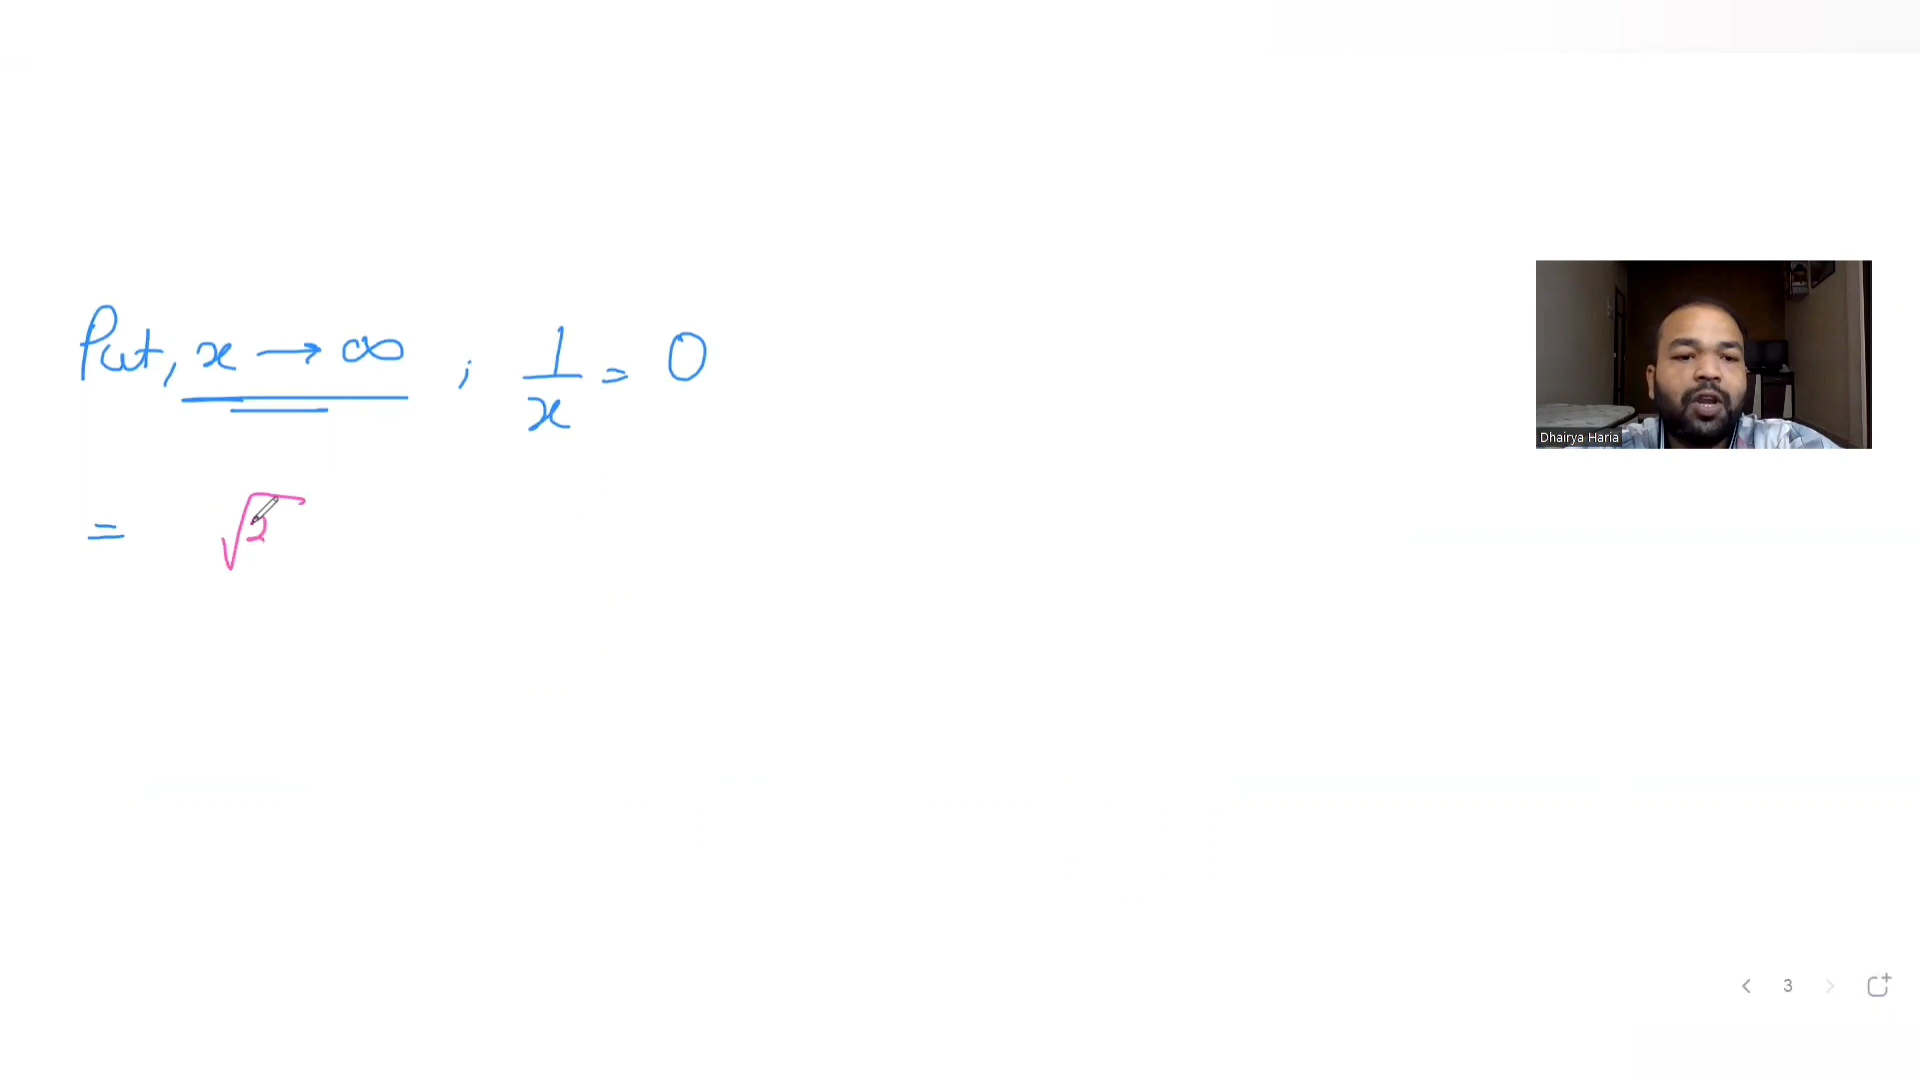 Put, x → ∞ ; 1/x = 0
= √2
Dhairya Haria
3